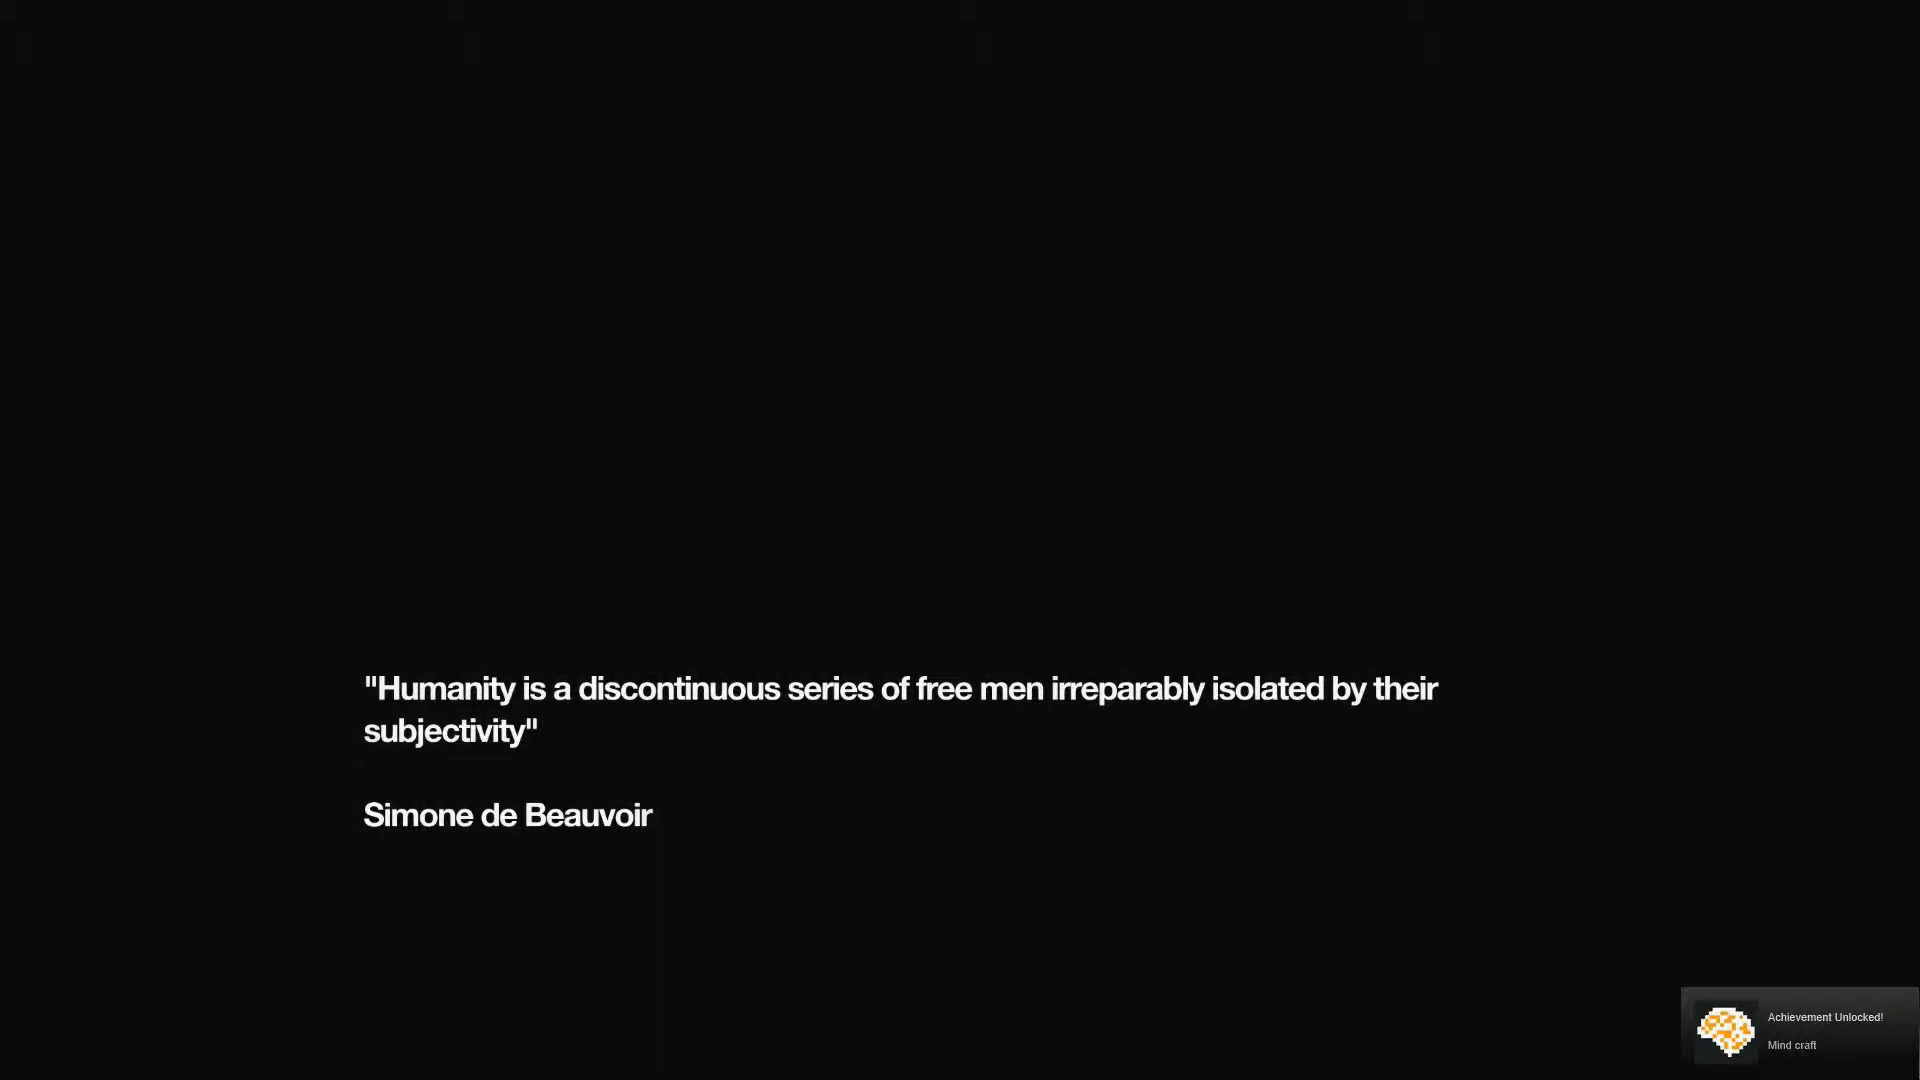 "Humanity is a discontinuous series of free men irreparably isolated by their
subjectivity"
Simone de Beauvoir
Achievement Unlocked!
Mind craft